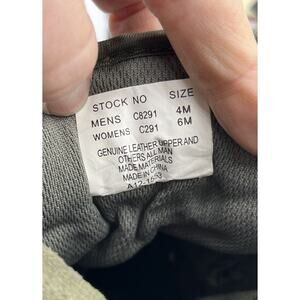 STOCK NO SIZE
MENS C8291 4M
WOMENS C291 6M
GENUINE LEATHER UPPER AND
OTHERS ALL MAN
MADE MATERIALS
MADE IN CHINA